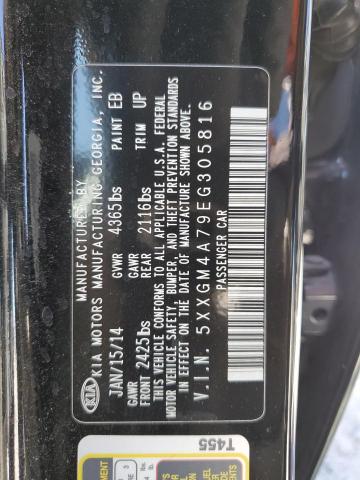 KIA
MANUFACTURED BY
KIA MOTORS MANUFACTURING GEORGIA, INC.
JAN/15/14 GVWR 4365lbs PAINT EB
GAWR FRONT 2425lbs GAWR REAR 2116lbs TRIM UP
THIS VEHICLE CONFORMS TO ALL APPLICABLE U.S.A. FEDERAL
MOTOR VEHICLE SAFETY, BUMPER, AND THEFT PREVENTION STANDARDS
IN EFFECT ON THE DATE OF MANUFACTURE SHOWN ABOVE.
V.I.N. 5XXGM4A79EG305816
PASSENGER CAR
T455